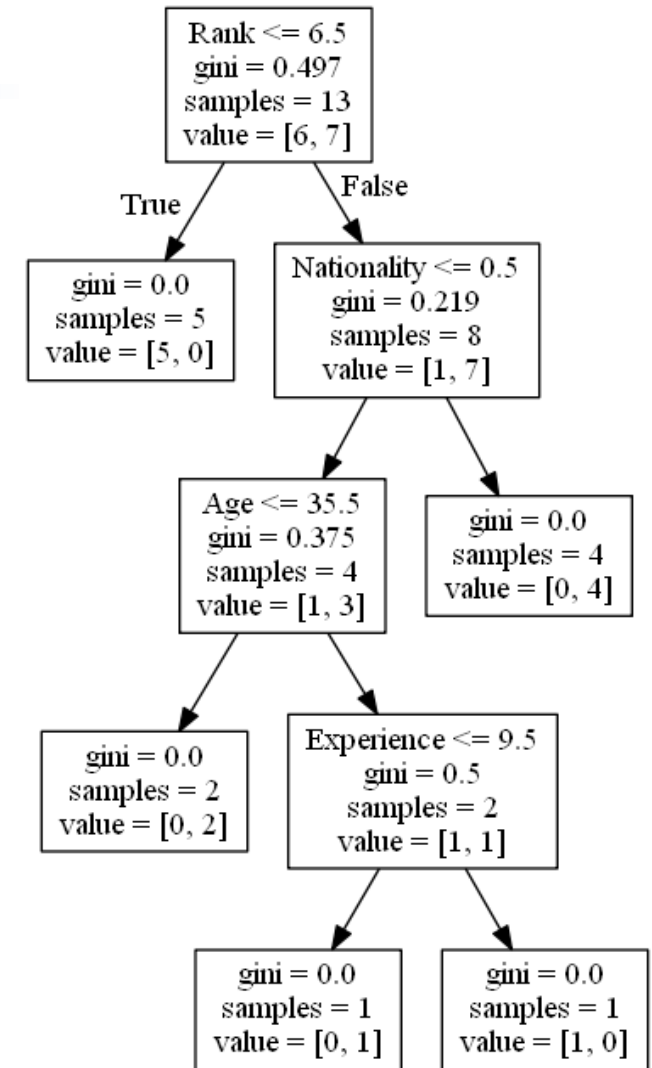 Rank <= 6.5
gini = 0.497
samples = 13
value = [6, 7]
True
False
gini = 0.0
samples = 5
value = [5, 0]
Nationality <= 0.5
gini = 0.219
samples = 8
value = [1, 7]
Age <= 35.5
gini = 0.375
samples = 4
value = [1, 3]
gini = 0.0
samples = 4
value = [0, 4]
gini = 0.0
samples = 2
value = [0, 2]
Experience <= 9.5
gini = 0.5
samples = 2
value = [1, 1]
gini = 0.0
samples = 1
value = [0, 1]
gini = 0.0
samples = 1
value = [1, 0]